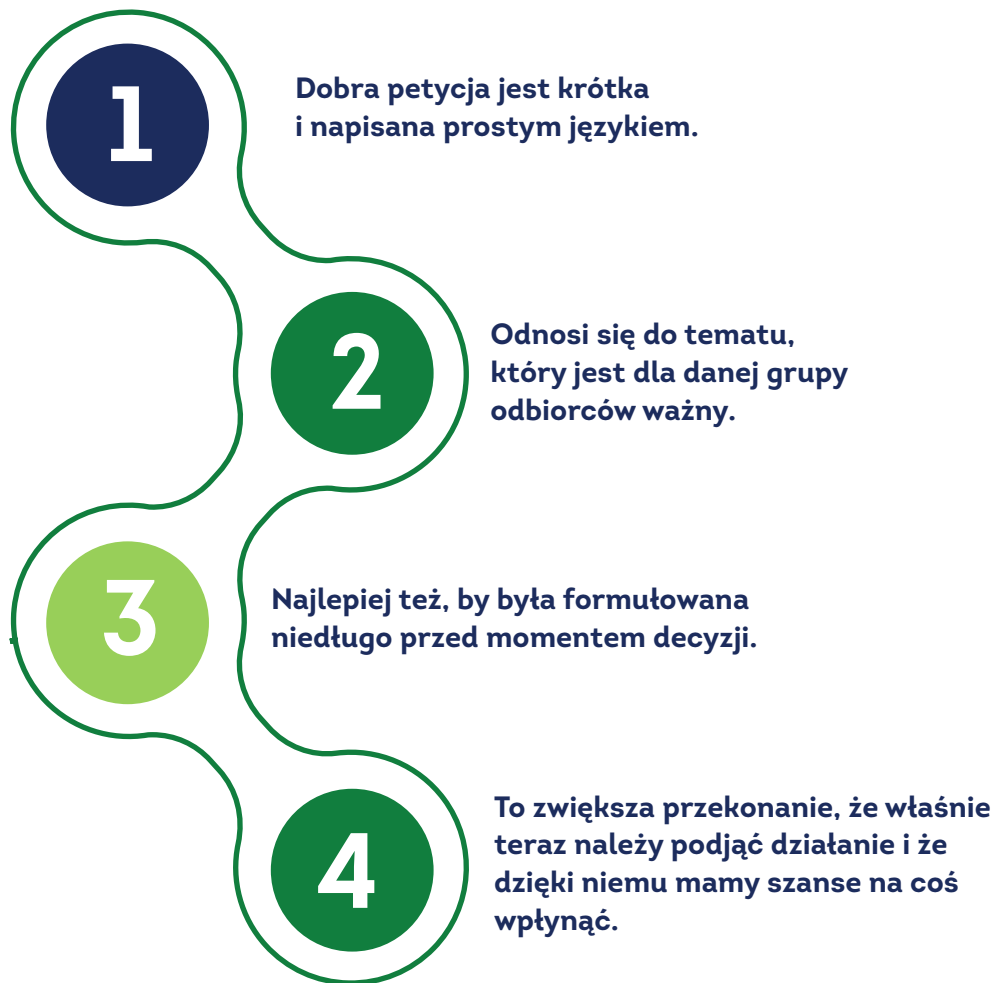 1
Dobra petycja jest krótka
i napisana prostym językiem.
2
Odnosi się do tematu,
który jest dla danej grupy
odbiorców ważny.
3
Najlepiej też, by była formułowana
niedługo przed momentem decyzji.
4
To zwiększa przekonanie, że właśnie
teraz należy podjąć działanie i że
dzięki niemu mamy szanse na coś
wpłynąć.